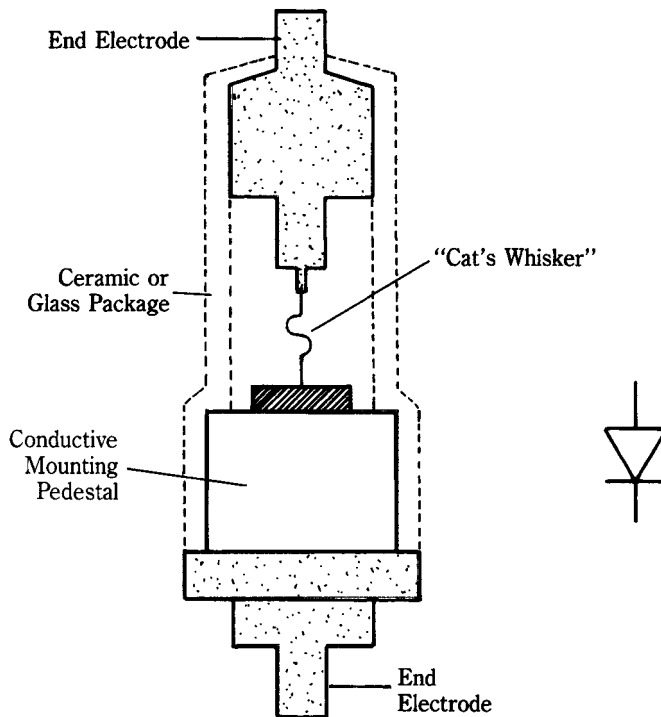 End Electrode
"Cat's Whisker"
Ceramic or
Glass Package
Conductive
Mounting
Pedestal
End
Electrode